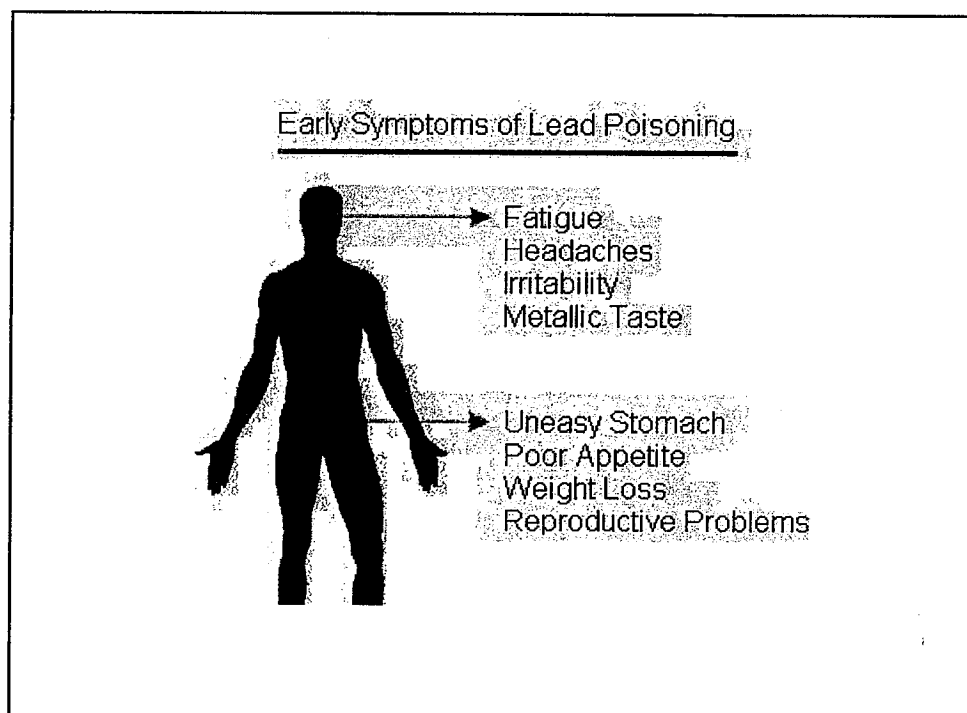 Early Symptoms of Lead Poisoning
Fatigue
Headaches
Irritability
Metallic Taste
Uneasy Stomach
Poor Appetite
Weight Loss
Reproductive Problems